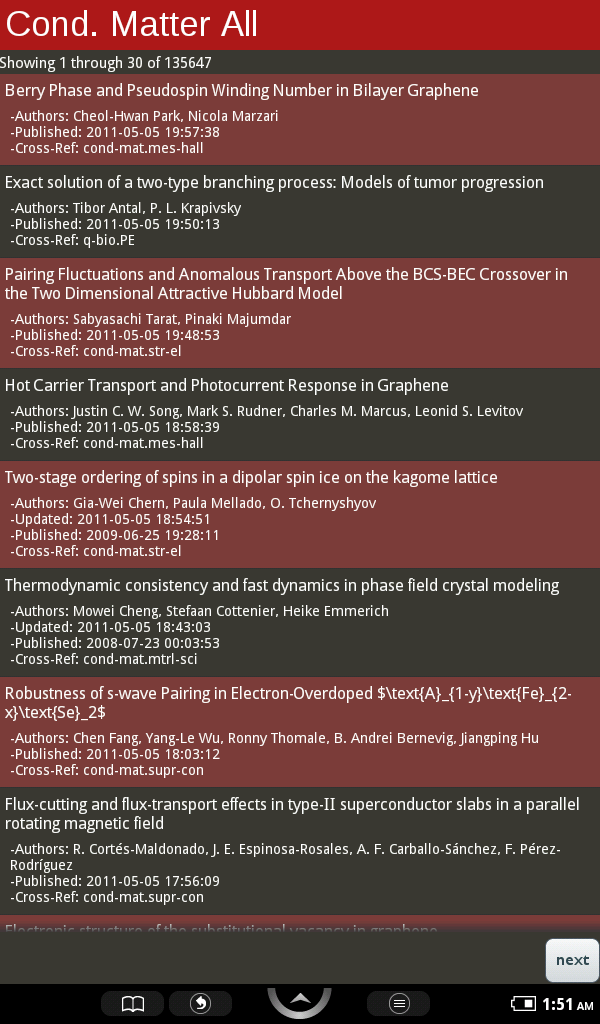 Cond. Matter All
Showing 1 through 30 of 135647
Berry Phase and Pseudospin Winding Number in Bilayer Graphene
-Authors: Cheol-Hwan Park, Nicola Marzari
-Published: 2011-05-05 19:57:38
-Cross-Ref: cond-mat.mes-hall
Exact solution of a two-type branching process: Models of tumor progression
-Authors: Tibor Antal, P. L. Krapivsky
-Published: 2011-05-05 19:50:13
-Cross-Ref: q-bio.PE
Pairing Fluctuations and Anomalous Transport Above the BCS-BEC Crossover in
the Two Dimensional Attractive Hubbard Model
-Authors: Sabyasachi Tarat, Pinaki Majumdar
-Published: 2011-05-05 19:48:53
-Cross-Ref: cond-mat.str-el
Hot Carrier Transport and Photocurrent Response in Graphene
-Authors: Justin C. W. Song, Mark S. Rudner, Charles M. Marcus, Leonid S. Levitov
-Published: 2011-05-05 18:58:39
-Cross-Ref: cond-mat.mes-hall
Two-stage ordering of spins in a dipolar spin ice on the kagome lattice
-Authors: Gia-Wei Chern, Paula Mellado, O. Tchernyshyov
-Updated: 2011-05-05 18:54:51
-Published: 2009-06-25 19:28:11
-Cross-Ref: cond-mat.str-el
Thermodynamic consistency and fast dynamics in phase field crystal modeling
-Authors: Mowei Cheng, Stefaan Cottenier, Heike Emmerich
-Updated: 2011-05-05 18:43:03
-Published: 2008-07-23 00:03:53
-Cross-Ref: cond-mat.mtrl-sci
Robustness of s-wave Pairing in Electron-Overdoped $\text{A}_{1-y}\text{Fe}_{2-
x}\text{Se}_2$
-Authors: Chen Fang, Yang-Le Wu, Ronny Thomale, B. Andrei Bernevig, Jiangping Hu
-Published: 2011-05-05 18:03:12
-Cross-Ref: cond-mat.supr-con
Flux-cutting and flux-transport effects in type-II superconductor slabs in a parallel
rotating magnetic field
-Authors: R. Cortés-Maldonado, J. E. Espinosa-Rosales, A. F. Carballo-Sánchez, F. Pérez-
Rodríguez
-Published: 2011-05-05 17:56:09
-Cross-Ref: cond-mat.supr-con
Electronic structure of the substitutional vacancy in graphene
next
1:51 AM